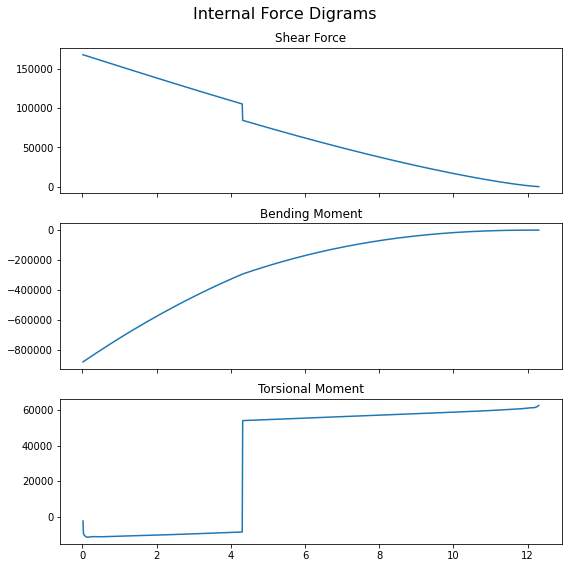 Internal Force Digrams
Shear Force
150000
100000
50000
0
Bending Moment
0
−200000
−400000
−600000
−800000
Torsional Moment
60000
40000
20000
0
0 2 4 6 8 10 12